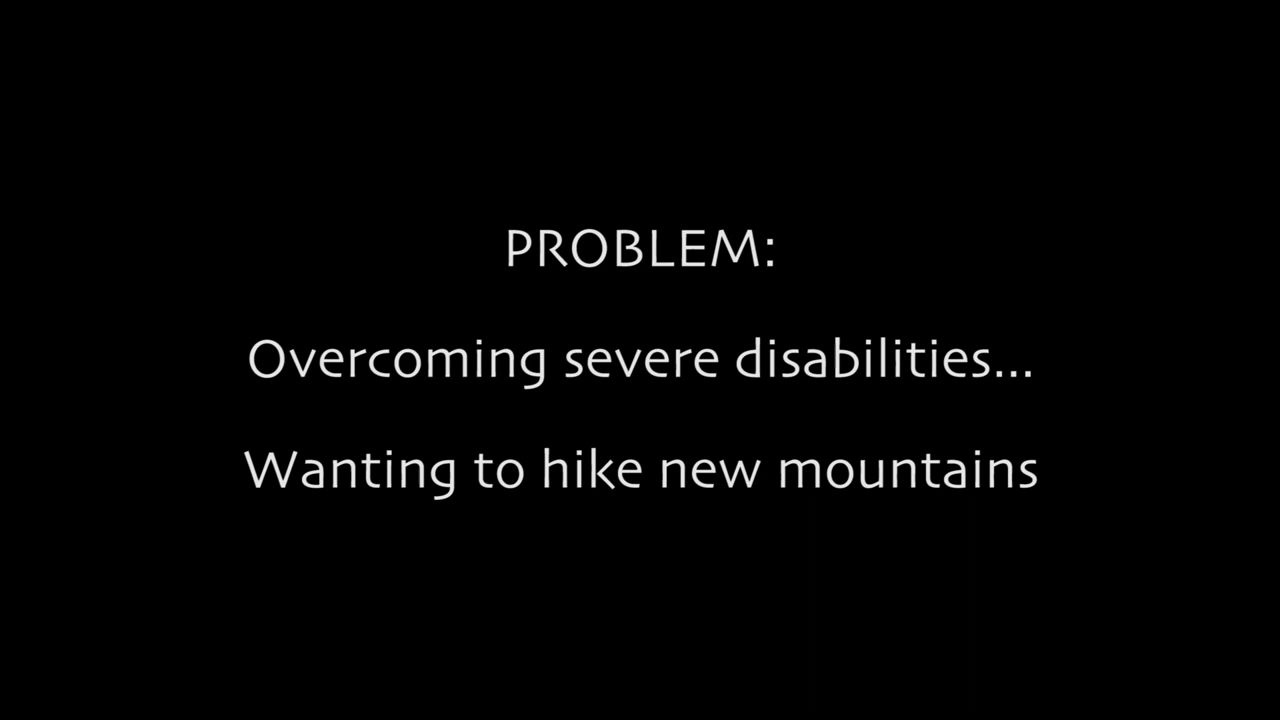 PROBLEM:
Overcoming severe disabilities...
Wanting to hike new mountains